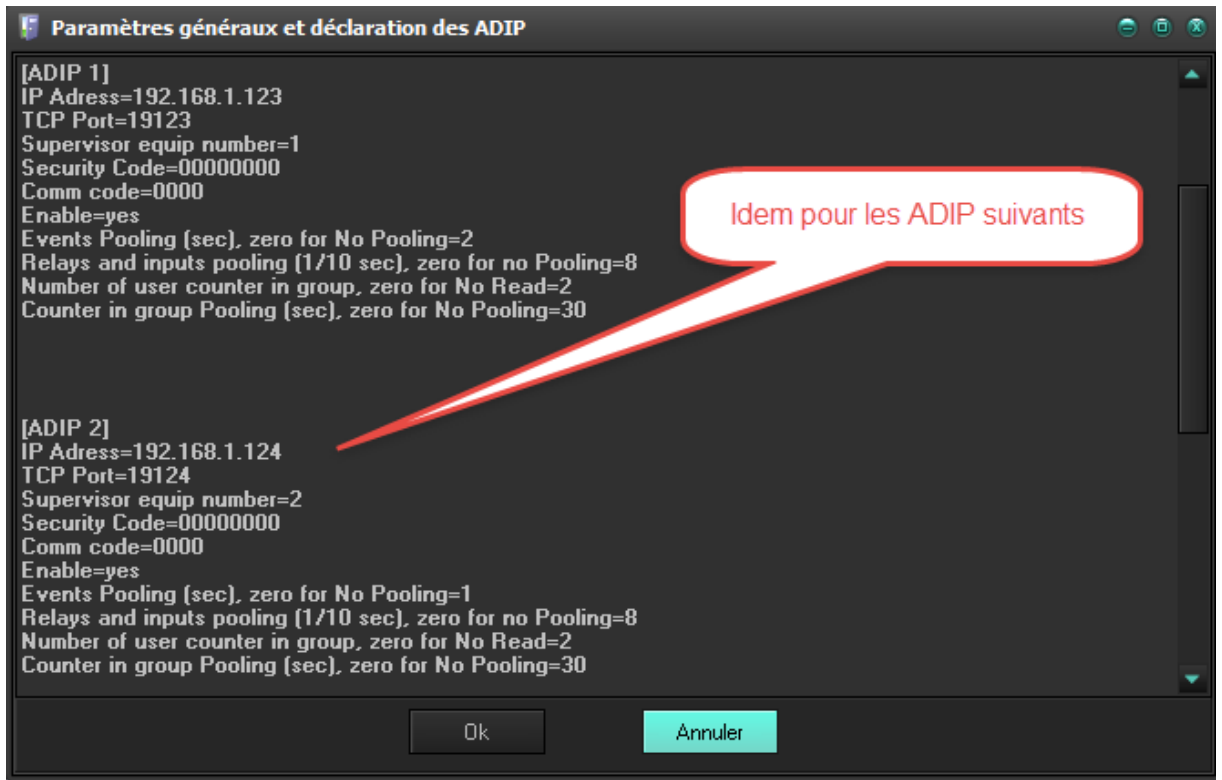 Paramètres généraux et déclaration des ADIP
[ADIP 1]
IP Adress=192.168.1.123
TCP Port=19123
Supervisor equip number=1
Security Code=00000000
Comm code=0000
Enable=yes
Events Pooling (sec), zero for No Pooling=2
Relays and inputs pooling (1/10 sec), zero for no Pooling=8
Number of user counter in group, zero for No Read=2
Counter in group Pooling (sec), zero for No Pooling=30
Idem pour les ADIP suivants
[ADIP 2]
IP Adress=192.168.1.124
TCP Port=19124
Supervisor equip number=2
Security Code=00000000
Comm code=0000
Enable=yes
Events Pooling (sec), zero for No Pooling=1
Relays and inputs pooling (1/10 sec), zero for no Pooling=8
Number of user counter in group, zero for No Read=2
Counter in group Pooling (sec), zero for No Pooling=30
Ok
Annuler